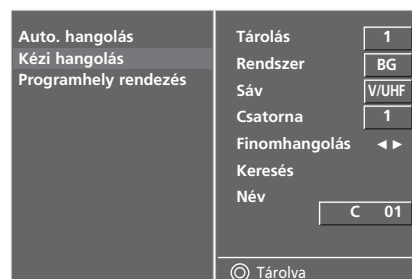 Auto. hangolás
Kézi hangolás
Programhely rendezés
Tárolás 1
Rendszer BG
Sáv V/UHF
Csatorna 1
Finomhangolás ◄►
Keresés
Név
C 01
Tárolva